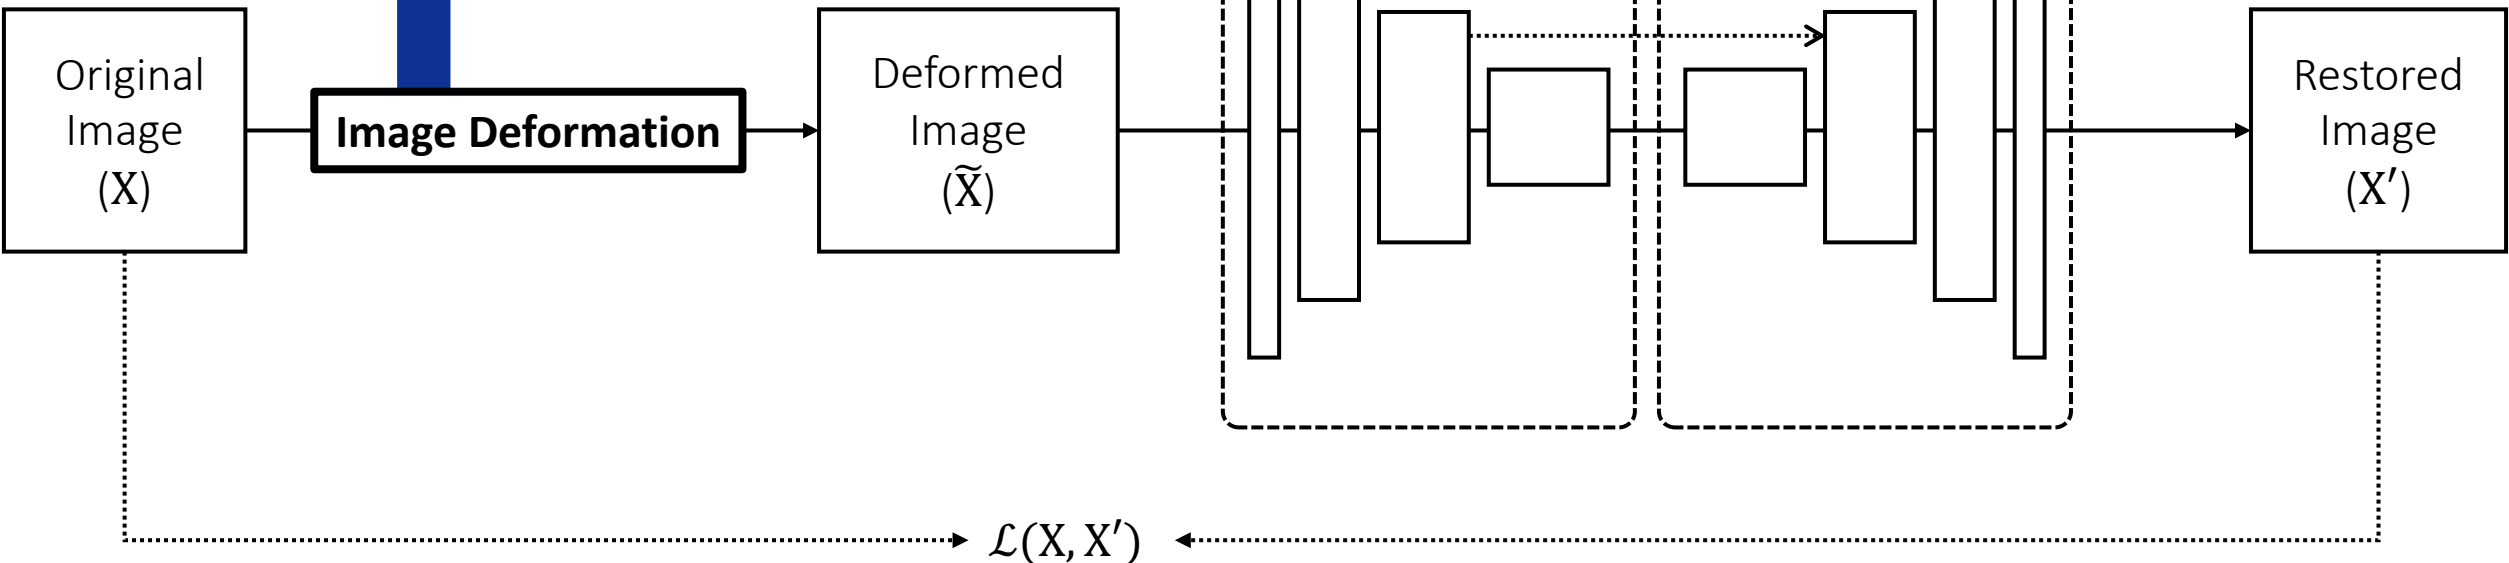 Original
Image
(X)
Image Deformation
Deformed
Image
(X̃)
Restored
Image
(X′)
ℒ(X, X′)